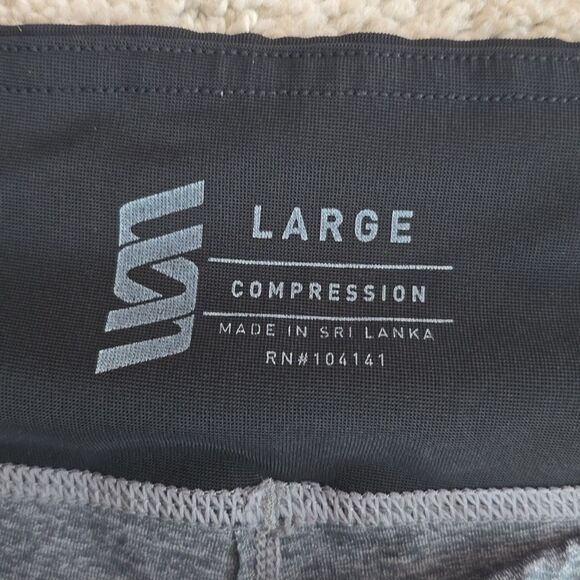 LARGE
COMPRESSION
MADE IN SRI LANKA
RN#104141